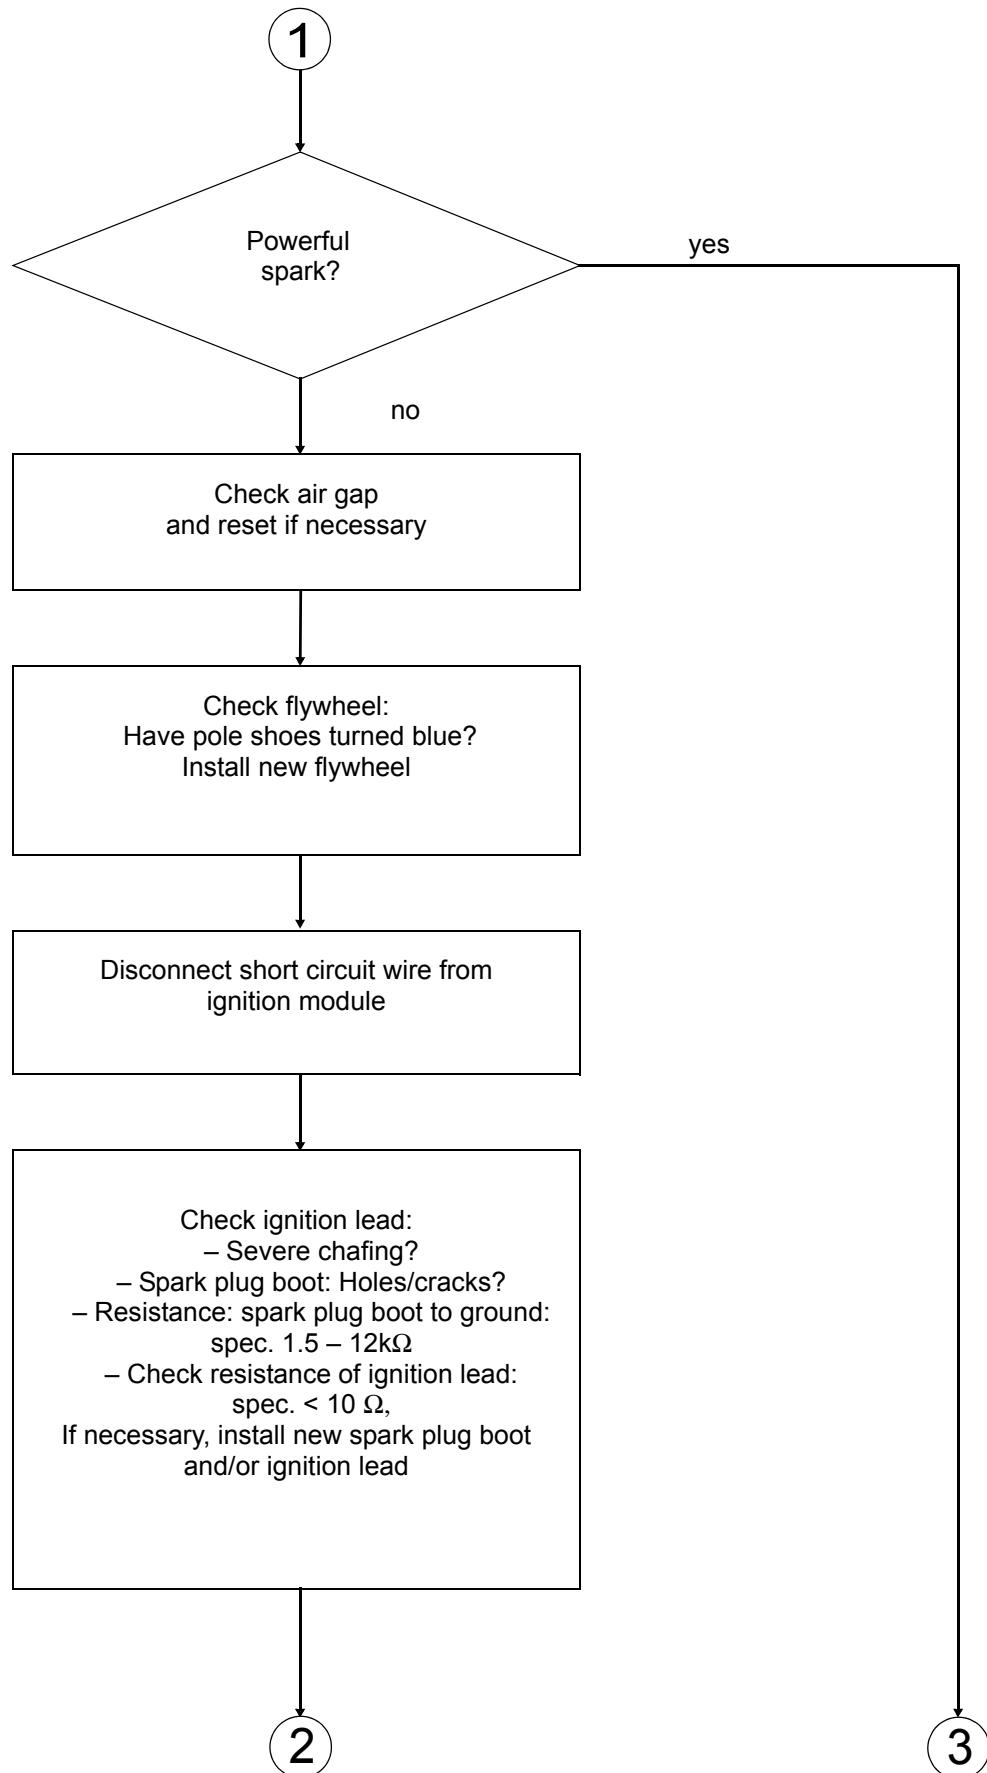 1
Powerful
spark?
yes
no
Check air gap
and reset if necessary
Check flywheel:
Have pole shoes turned blue?
Install new flywheel
Disconnect short circuit wire from
ignition module
Check ignition lead:
– Severe chafing?
– Spark plug boot: Holes/cracks?
– Resistance: spark plug boot to ground:
spec. 1.5 – 12kΩ
– Check resistance of ignition lead:
spec. < 10 Ω,
If necessary, install new spark plug boot
and/or ignition lead
2
3